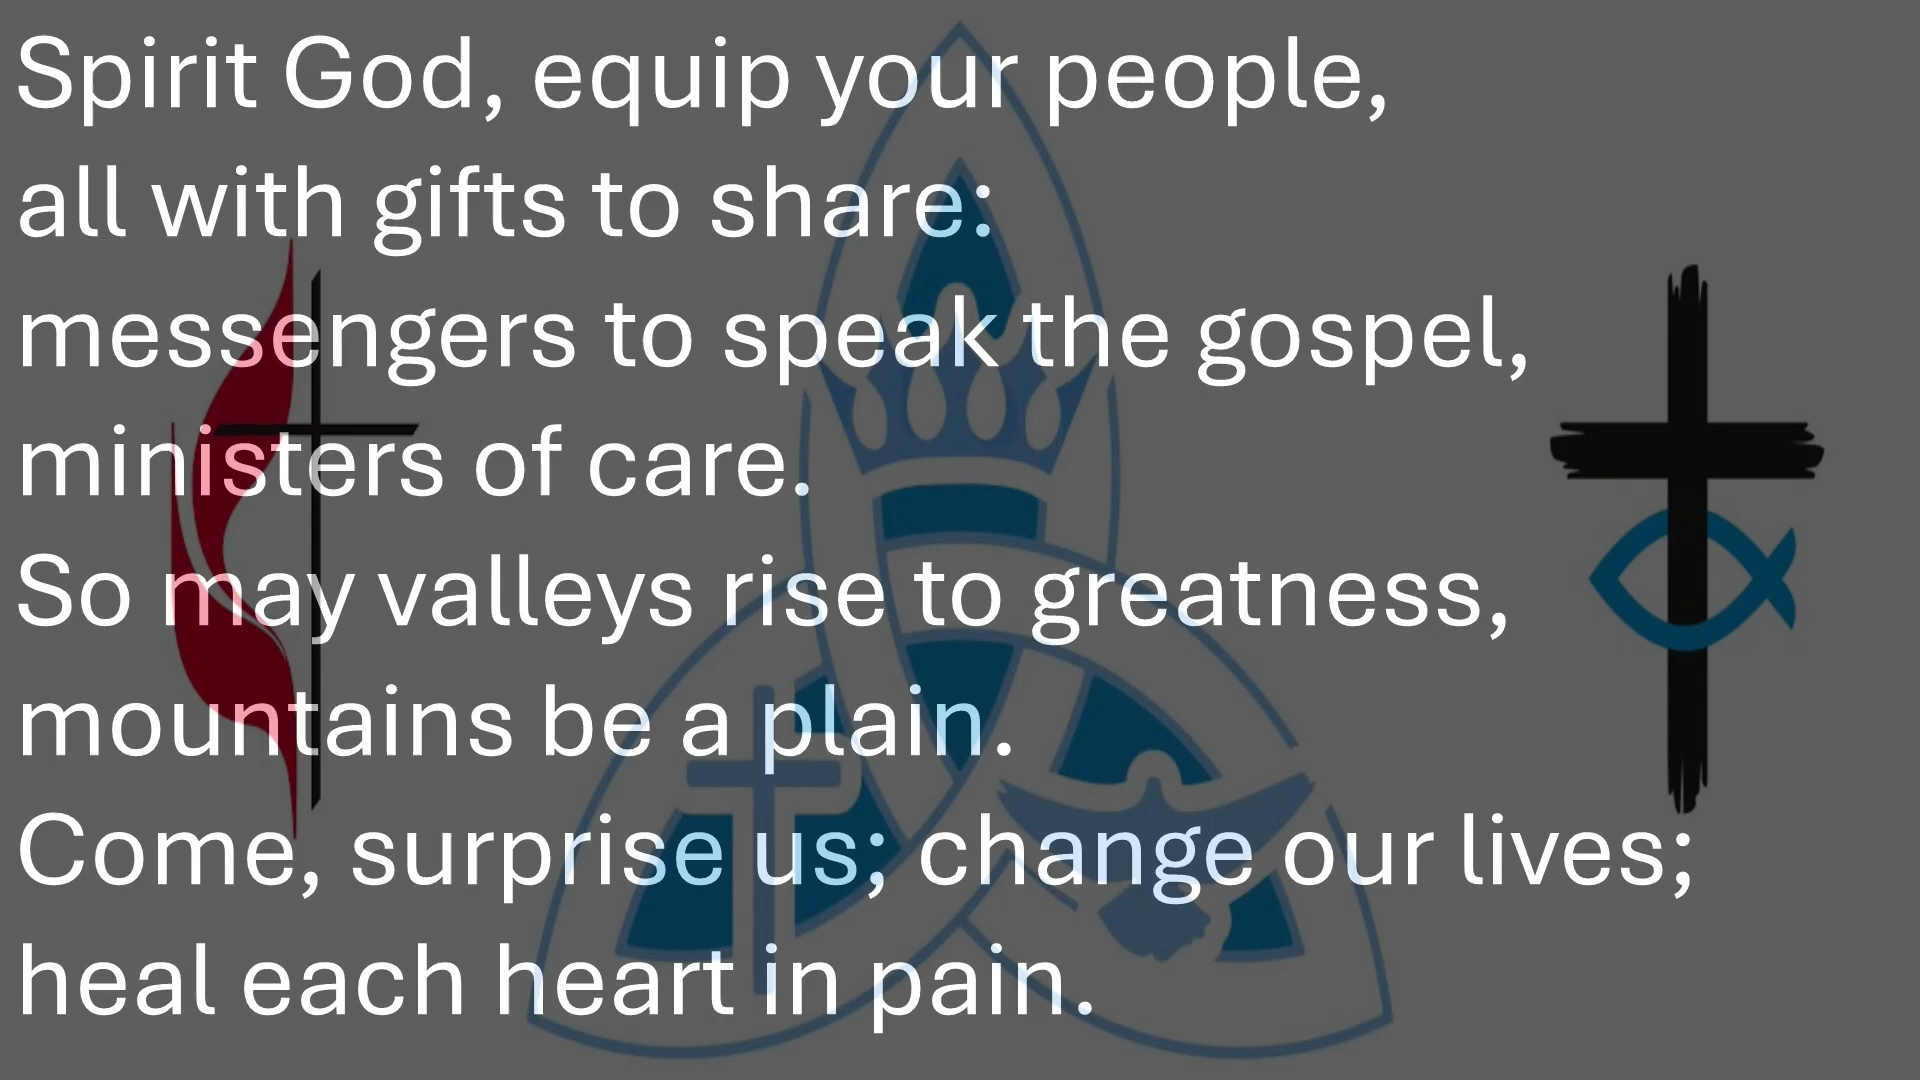 Spirit God, equip your people,
all with gifts to share:
messengers to speak the gospel,
ministers of care.
So may valleys rise to greatness,
mountains be a plain.
Come, surprise us; change our lives;
heal each heart in pain.